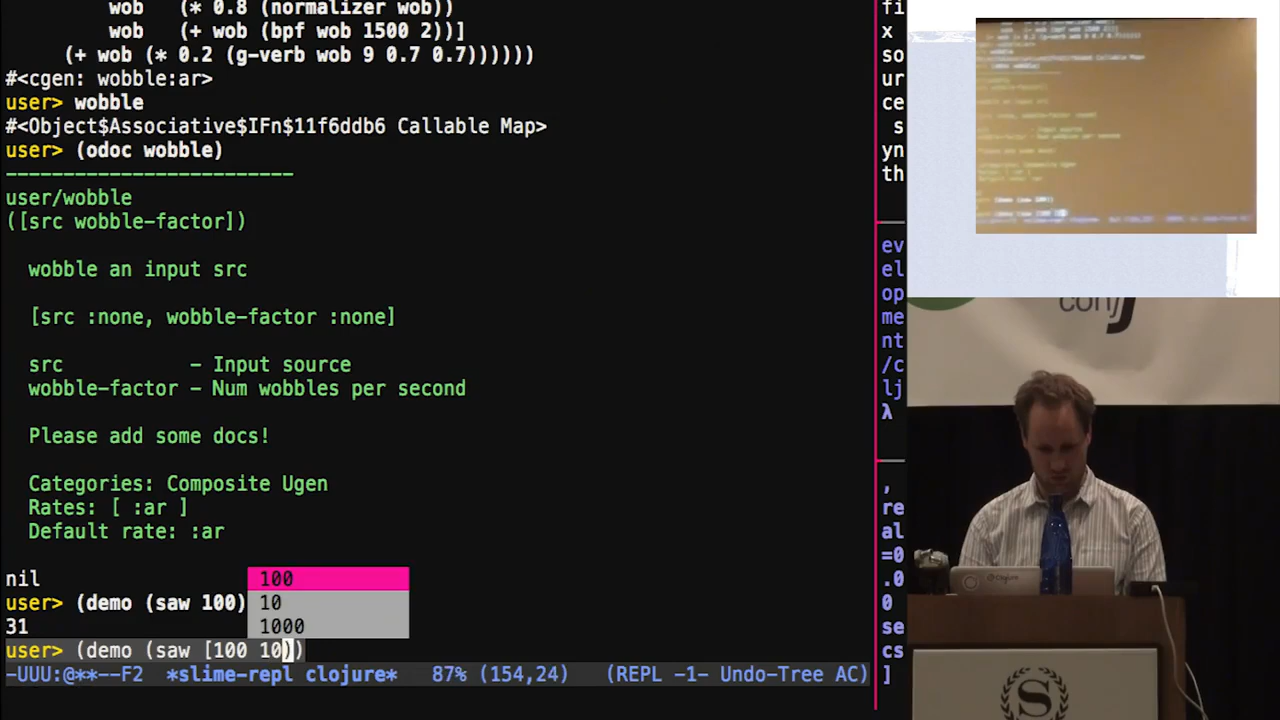 wob   (* 0.8 (normalizer wob))
wob   (+ wob (bpf wob 1500 2))]
(+ wob (* 0.2 (g-verb wob 9 0.7 0.7))))))
#<cgen: wobble:ar>
user> wobble
#<Object$Associative$IFn$11f6ddb6 Callable Map>
user> (odoc wobble)
-------------------------
user/wobble
([src wobble-factor])
wobble an input src
[src :none, wobble-factor :none]
src           - Input source
wobble-factor - Num wobbles per second
Please add some docs!
Categories: Composite Ugen
Rates: [ :ar ]
Default rate: :ar
nil
user> (demo (saw 100)
31
user> (demo (saw [100 10))
100
10
1000
-UUU:@**--F2  *slime-repl clojure*   87% (154,24)   (REPL -1- Undo-Tree AC)
fi
x
so
ur
ce
s
yn
th
ev
el
op
me
nt
/c
lj
λ
,
re
al
=0
.0
0
se
cs
]
conj
S